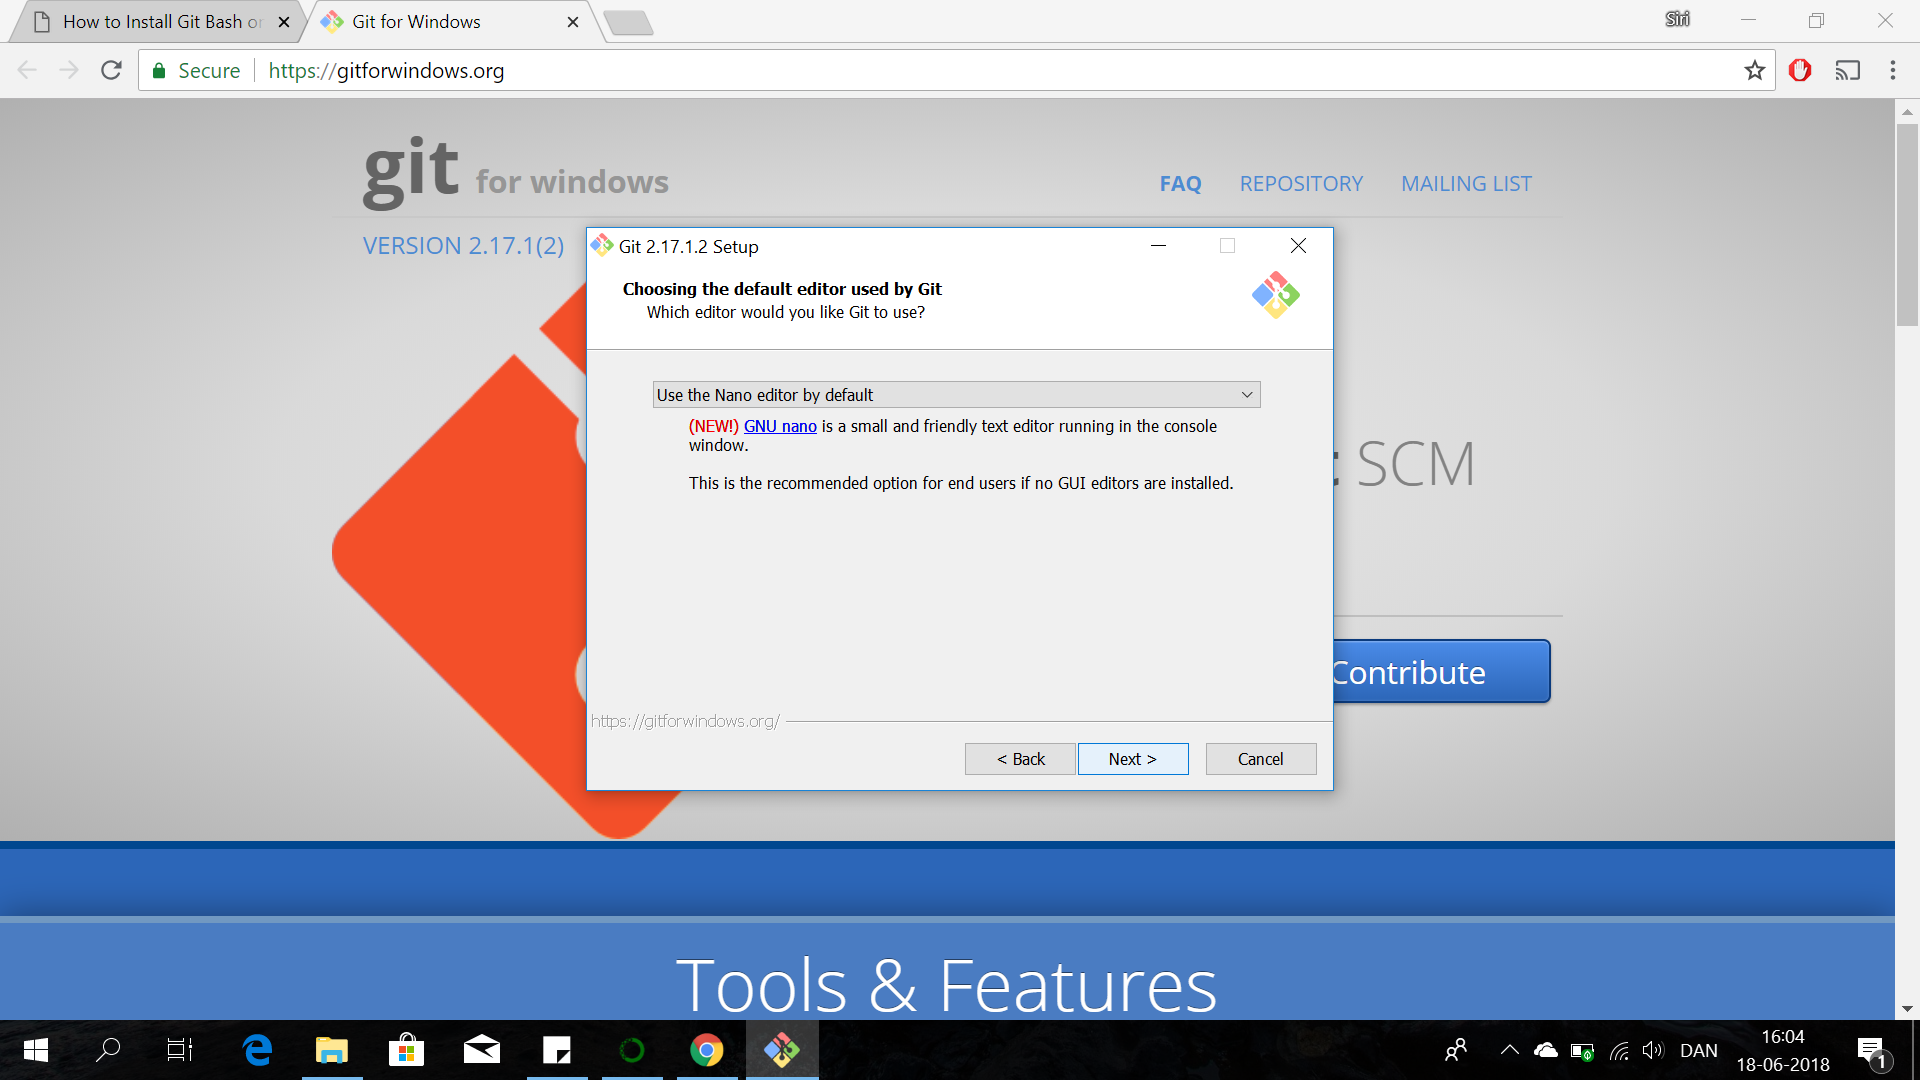 How to Install Git Bash
Git for Windows
Siri
Secure
https://gitforwindows.org
git for windows
FAQ
REPOSITORY
MAILING LIST
VERSION 2.17.1(2)
Git 2.17.1.2 Setup
Choosing the default editor used by Git
Which editor would you like Git to use?
Use the Nano editor by default
(NEW!) GNU nano is a small and friendly text editor running in the console
window.
This is the recommended option for end users if no GUI editors are installed.
SCM
Contribute
https://gitforwindows.org/
< Back
Next >
Cancel
Tools & Features
DAN
16:04
18-06-2018
1